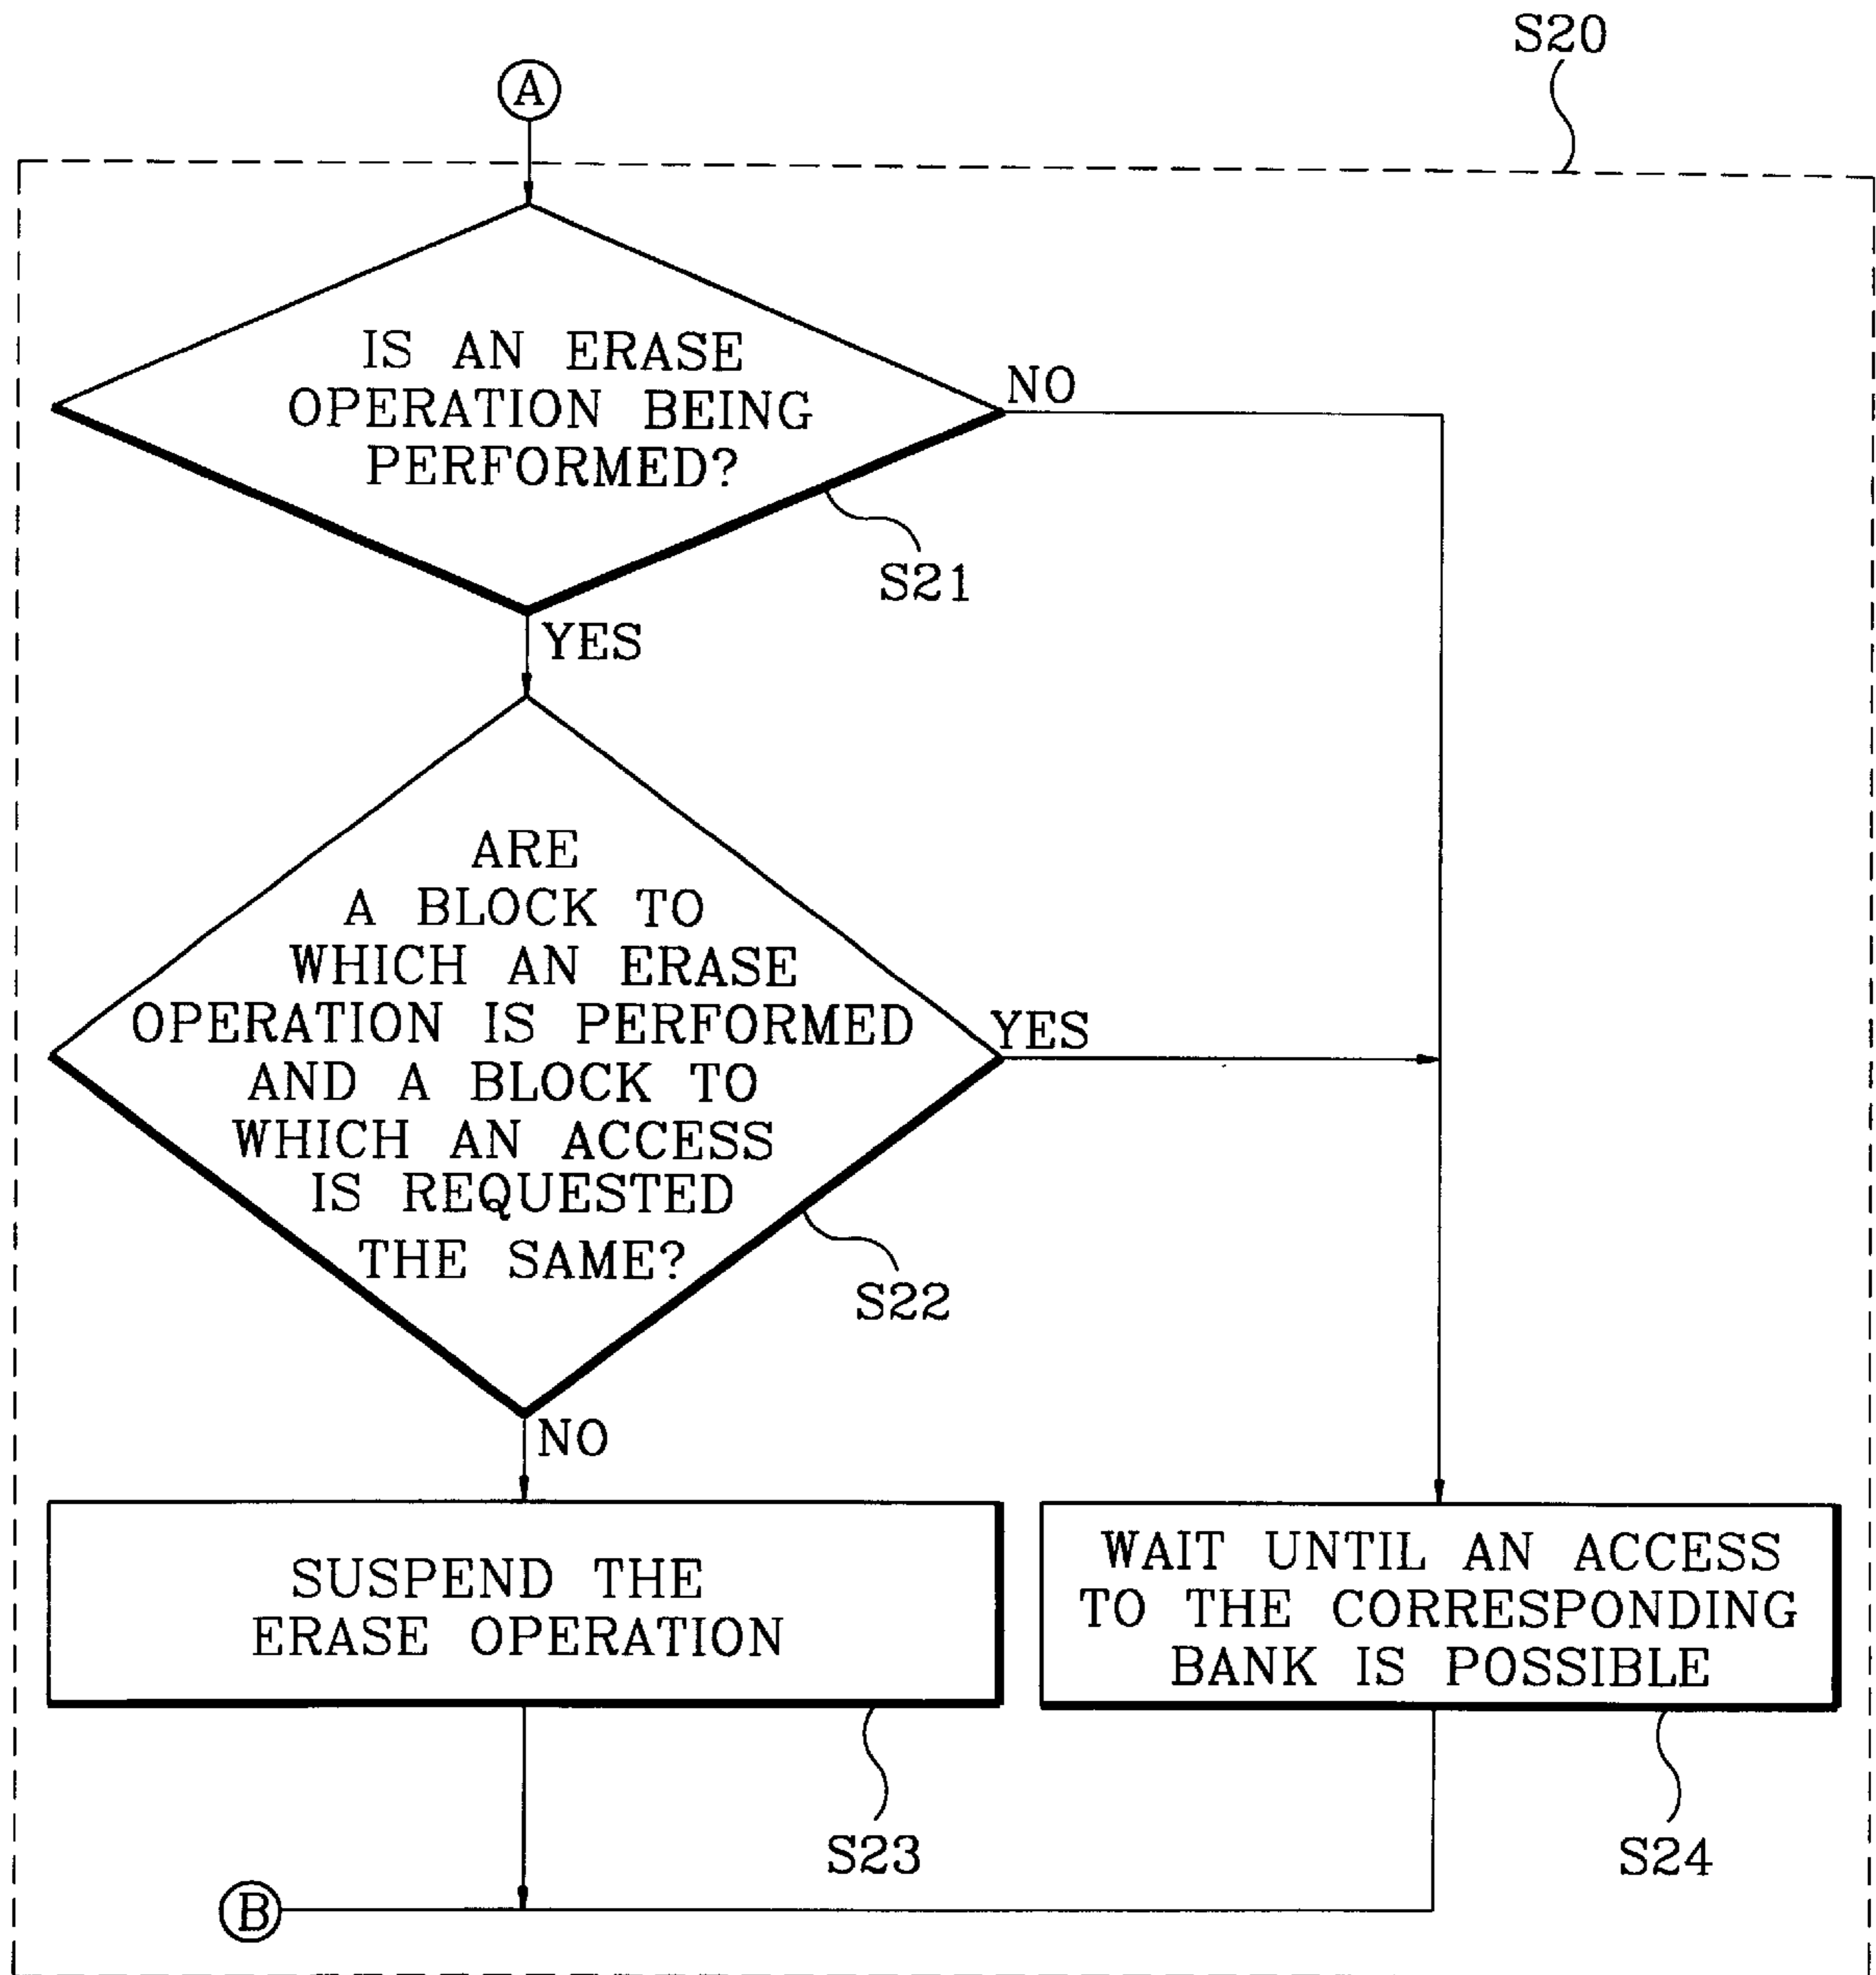 S20
A
IS AN ERASE
OPERATION BEING
PERFORMED?
NO
S21
YES
ARE
A BLOCK TO
WHICH AN ERASE
OPERATION IS PERFORMED
AND A BLOCK TO
WHICH AN ACCESS
IS REQUESTED
THE SAME?
YES
S22
NO
SUSPEND THE
ERASE OPERATION
S23
WAIT UNTIL AN ACCESS
TO THE CORRESPONDING
BANK IS POSSIBLE
S24
B